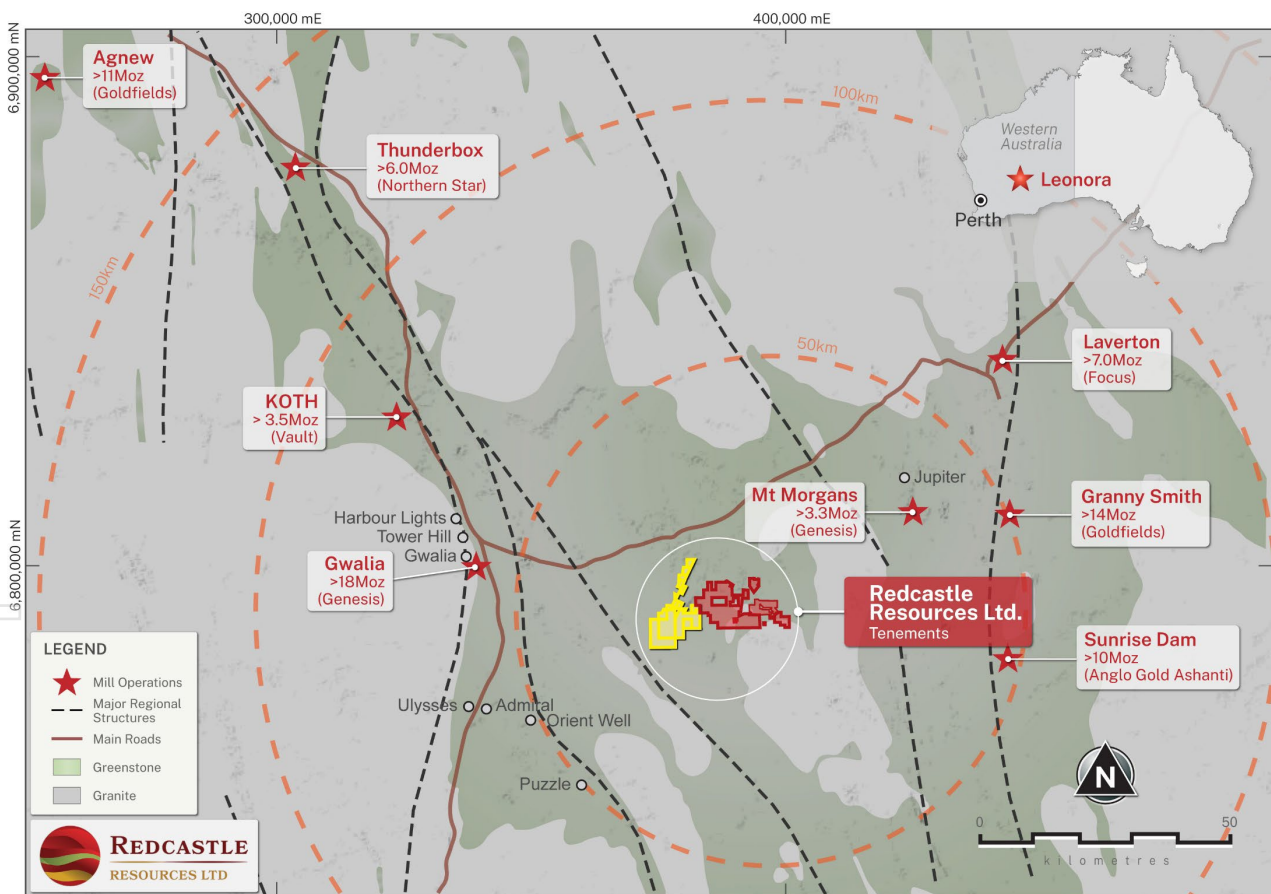 300,000 mE
400,000 mE
6,900,000 mN
6,800,000 mN
Agnew
>11Moz
(Goldfields)
Thunderbox
>6.0Moz
(Northern Star)
100km
150km
50km
Western
Australia
Leonora
Perth
Laverton
>7.0Moz
(Focus)
KOTH
> 3.5Moz
(Vault)
Jupiter
Mt Morgans
>3.3Moz
(Genesis)
Granny Smith
>14Moz
(Goldfields)
Harbour Lights
Tower Hill
Gwalia
Gwalia
>18Moz
(Genesis)
Redcastle
Resources Ltd.
Tenements
Sunrise Dam
>10Moz
(Anglo Gold Ashanti)
Ulysses
Admiral
Orient Well
Puzzle
LEGEND
Mill Operations
Major Regional
Structures
Main Roads
Greenstone
Granite
N
0
50
kilometres
REDCASTLE
RESOURCES LTD